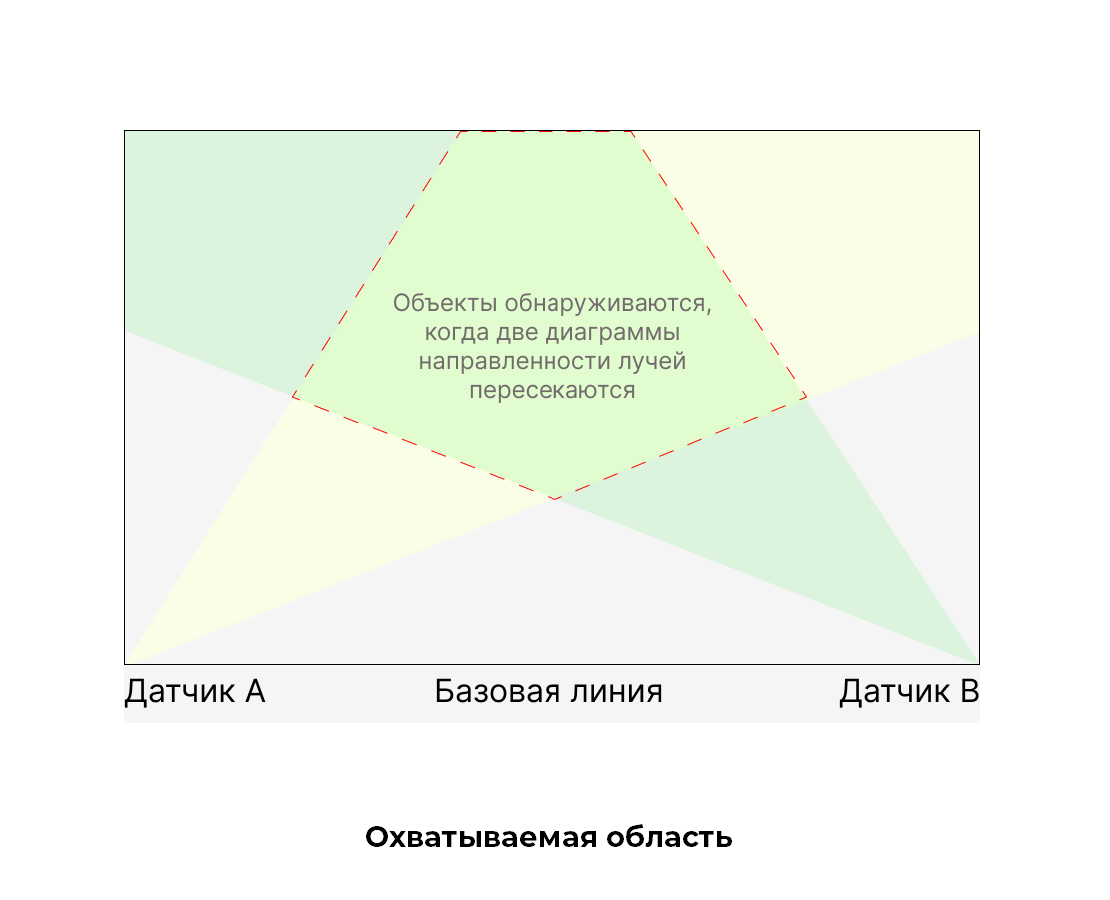 Объекты обнаруживаются,
когда две диаграммы
направленности лучей
пересекаются
Датчик А
Базовая линия
Датчик В
Охватываемая область